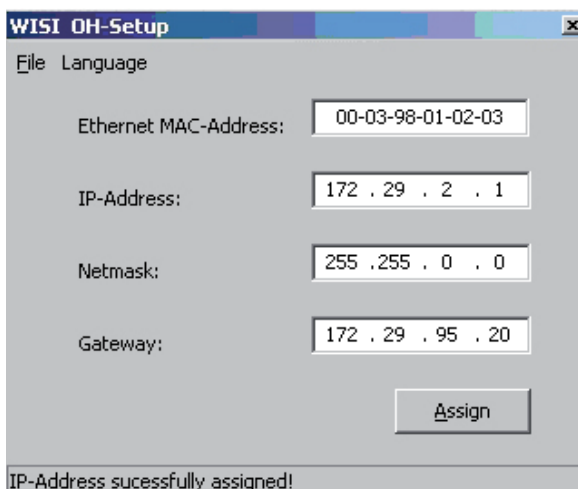 WISI OH-Setup
File Language
Ethernet MAC-Address: 00-03-98-01-02-03
IP-Address: 172 . 29 . 2 . 1
Netmask: 255 .255 . 0 . 0
Gateway: 172 . 29 . 95 . 20
Assign
IP-Address sucessfully assigned!